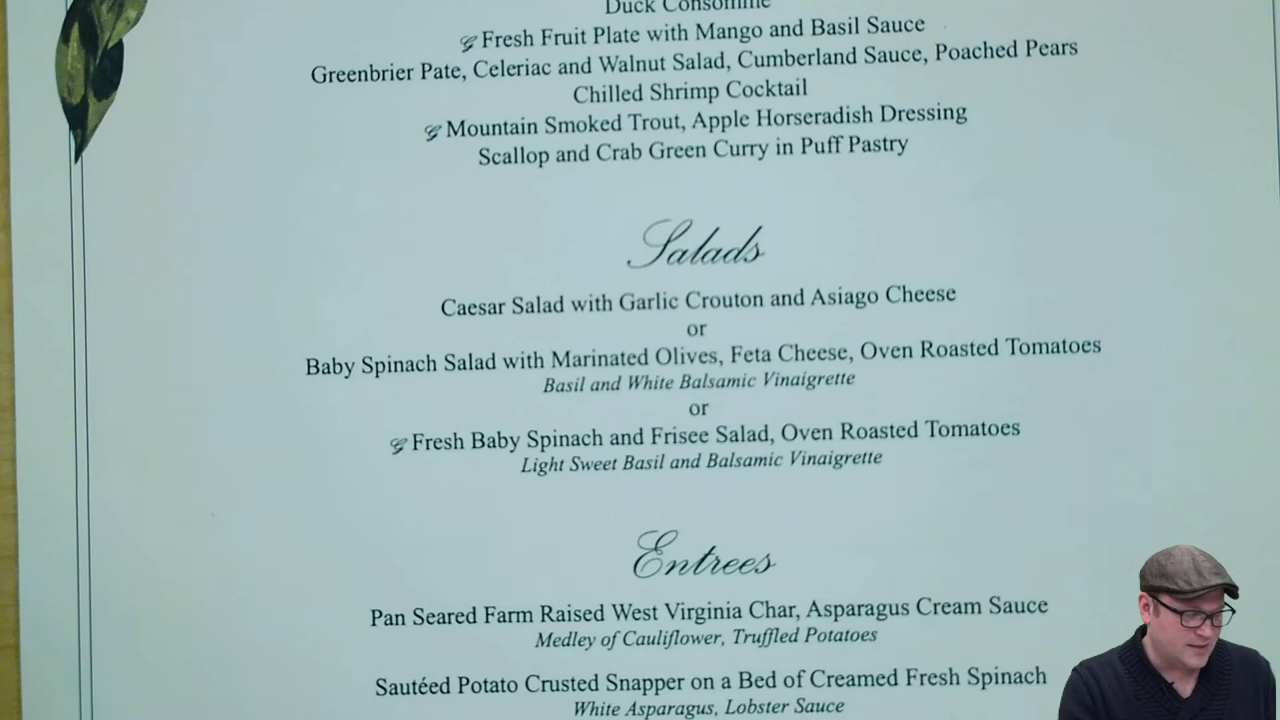 Duck Consomme
Fresh Fruit Plate with Mango and Basil Sauce
Greenbrier Pate, Celeriac and Walnut Salad, Cumberland Sauce, Poached Pears
Chilled Shrimp Cocktail
Mountain Smoked Trout, Apple Horseradish Dressing
Scallop and Crab Green Curry in Puff Pastry
Salads
Caesar Salad with Garlic Crouton and Asiago Cheese
or
Baby Spinach Salad with Marinated Olives, Feta Cheese, Oven Roasted Tomatoes
Basil and White Balsamic Vinaigrette
or
Fresh Baby Spinach and Frisee Salad, Oven Roasted Tomatoes
Light Sweet Basil and Balsamic Vinaigrette
Entrees
Pan Seared Farm Raised West Virginia Char, Asparagus Cream Sauce
Medley of Cauliflower, Truffled Potatoes
Sautéed Potato Crusted Snapper on a Bed of Creamed Fresh Spinach
White Asparagus, Lobster Sauce